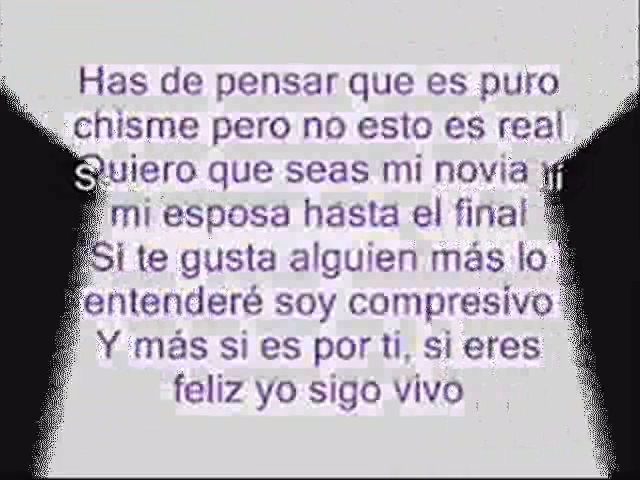 Has de pensar que es puro
chisme pero no esto es real
Quiero que seas mi novia
mi esposa hasta el final
Si te gusta alguien más lo
entenderé soy compresivo
Y más si es por ti, si eres
feliz yo sigo vivo